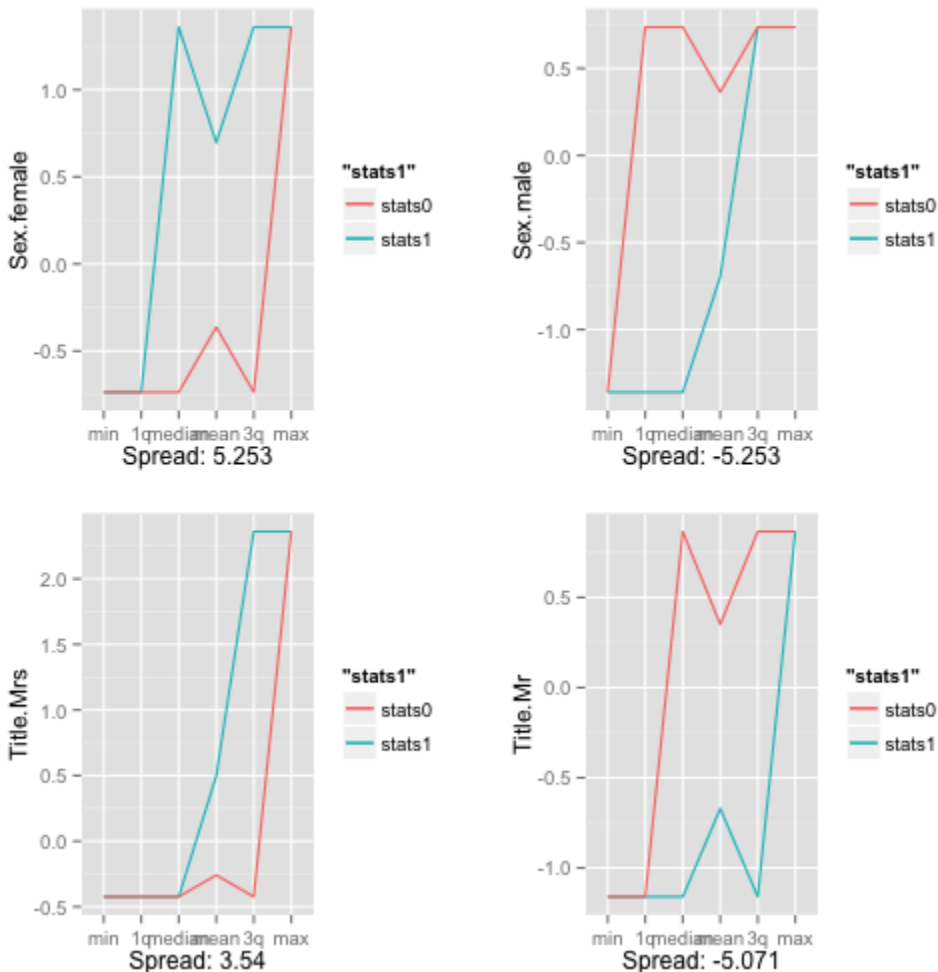 Sex.female
1.0
0.5
0.0
-0.5
min 1q median mean 3q max
Spread: 5.253
"stats1"
stats0
stats1
Sex.male
0.5
0.0
-0.5
-1.0
min 1q median mean 3q max
Spread: -5.253
"stats1"
stats0
stats1
Title.Mrs
2.0
1.5
1.0
0.5
0.0
-0.5
min 1q median mean 3q max
Spread: 3.54
"stats1"
stats0
stats1
Title.Mr
0.5
0.0
-0.5
-1.0
min 1q median mean 3q max
Spread: -5.071
"stats1"
stats0
stats1